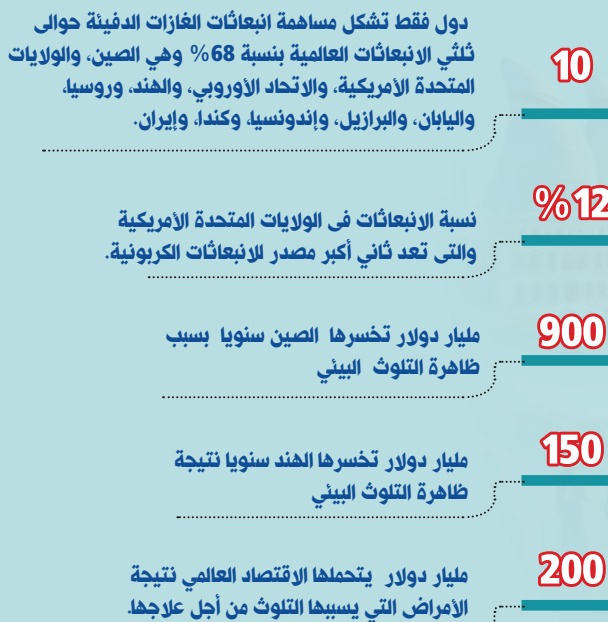 10
دول فقط تشكل مساهمة انبعاثات الغازات الدفيئة حوالى
ثلثي الانبعاثات العالمية بنسبة 68% وهي الصين، والولايات
المتحدة الأمريكية، والاتحاد الأوروبي، والهند، وروسيا،
واليابان، والبرازيل، وإندونسيا، وكندا، وإيران.
%12
نسبة الانبعاثات فى الولايات المتحدة الأمريكية
والتى تعد ثاني أكبر مصدر للانبعاثات الكربونية.
900
مليار دولار تخسرها الصين سنويا بسبب
ظاهرة التلوث البيئي
150
مليار دولار تخسرها الهند سنويا نتيجة
ظاهرة التلوث البيئي
200
مليار دولار يتحملها الاقتصاد العالمي نتيجة
الأمراض التي يسببها التلوث من أجل علاجها.